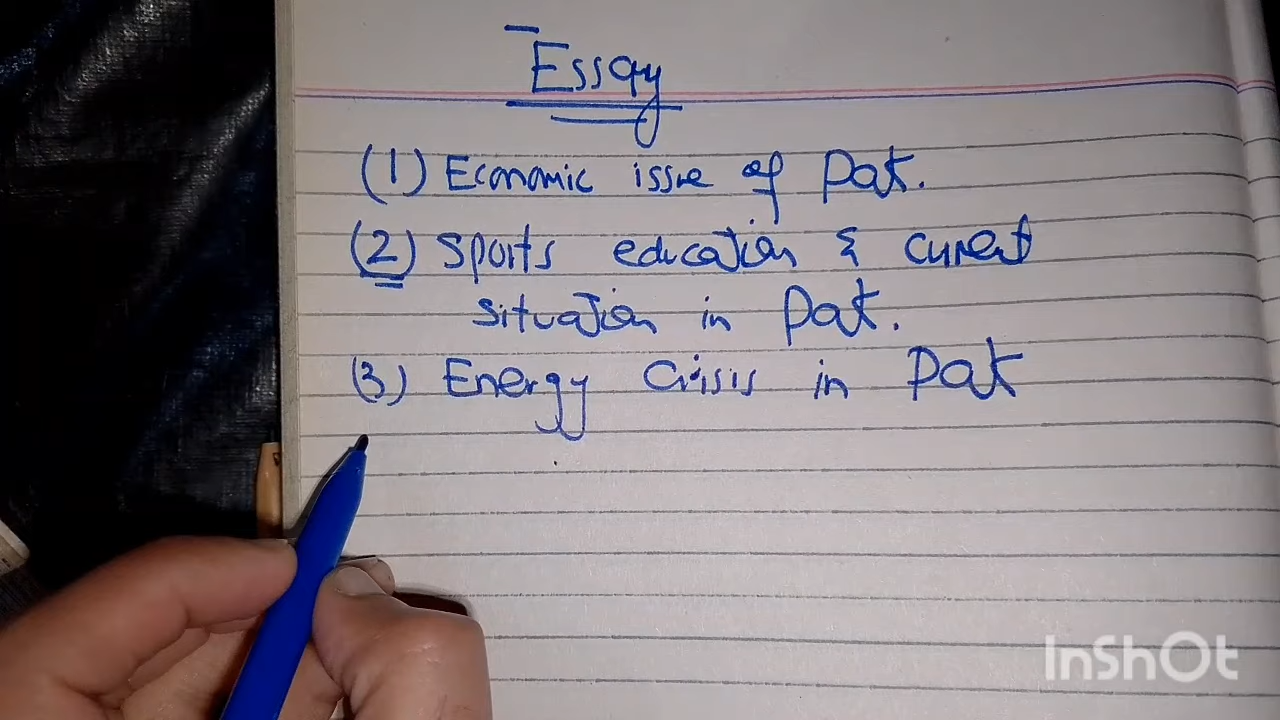 Essay
(1) Economic issue of Pak.
(2) Sports education & current
situation in Pak.
(3) Energy Crisis in Pak
InShOt